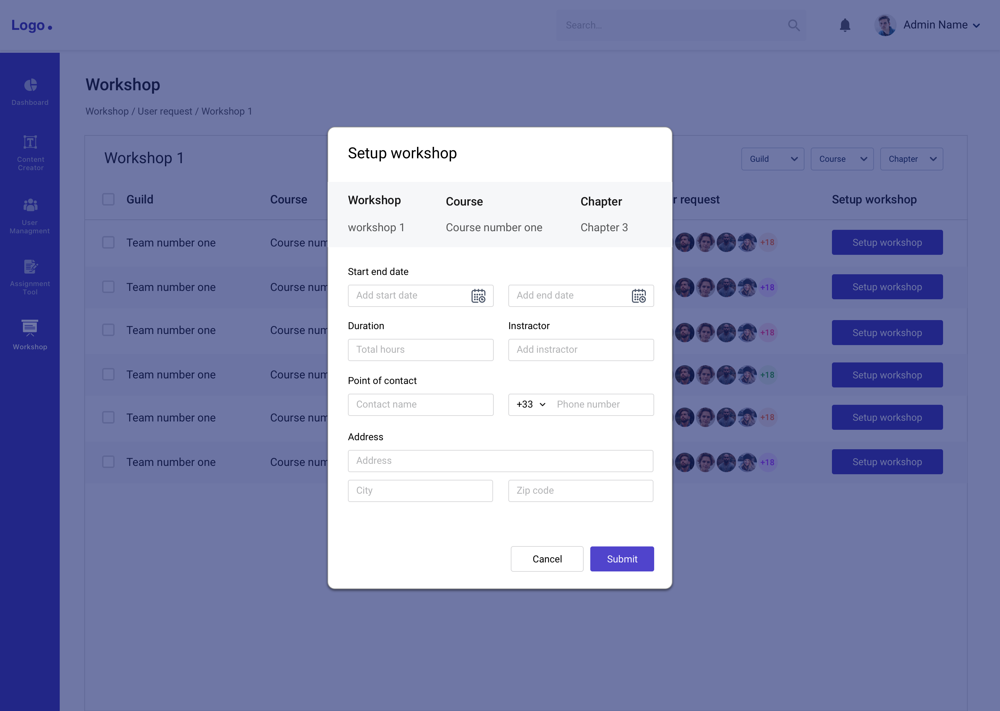 Logo.
Search...
Admin Name
Dashboard
Content
Creator
User
Managment
Assignment
Tool
Workshop
Workshop
Workshop / User request / Workshop 1
Workshop 1
Guild Course Chapter
Guild Course r request Setup workshop
Team number one Course num +18 Setup workshop
Team number one Course num +18 Setup workshop
Team number one Course num +18 Setup workshop
Team number one Course num +18 Setup workshop
Team number one Course num +18 Setup workshop
Team number one Course num +18 Setup workshop
Setup workshop
Workshop Course Chapter
workshop 1 Course number one Chapter 3
Start end date
Add start date Add end date
Duration Instractor
Total hours Add instractor
Point of contact
Contact name +33 Phone number
Address
Address
City Zip code
Cancel Submit